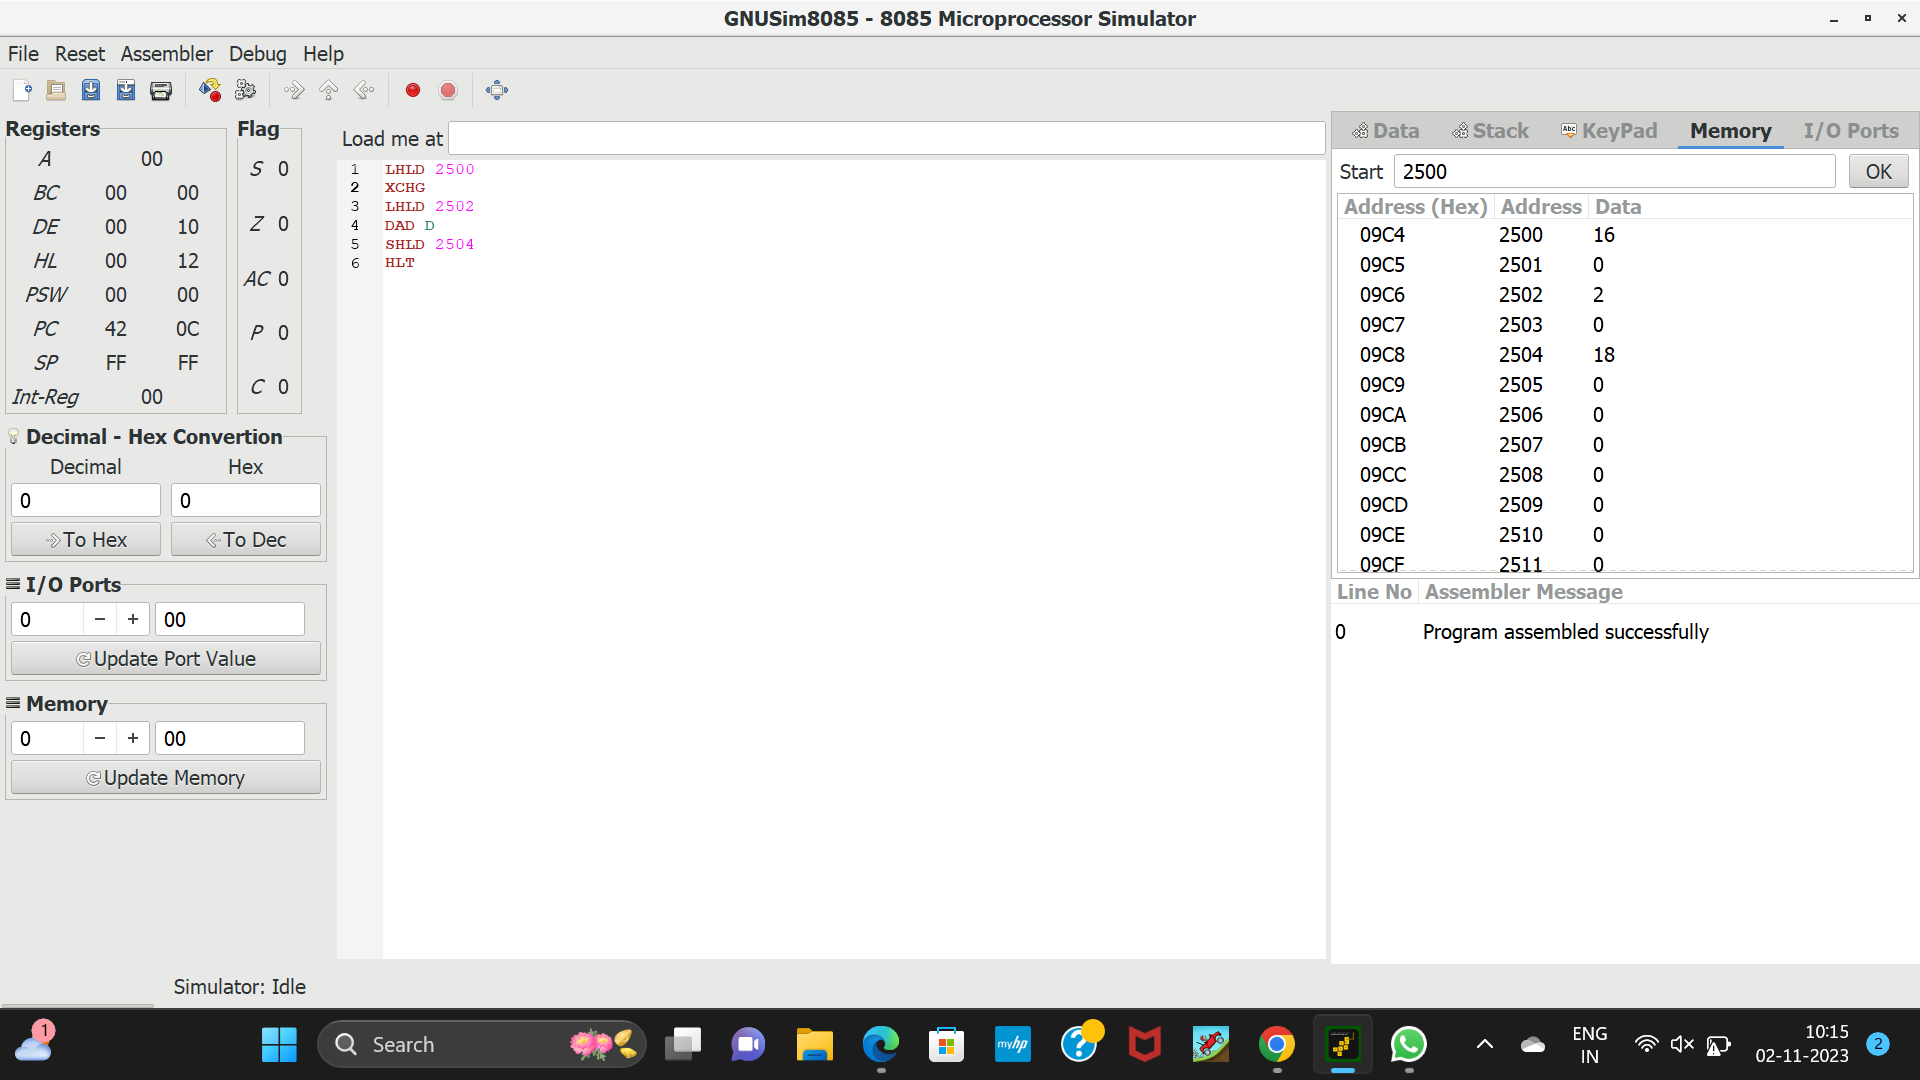 GNUSim8085 - 8085 Microprocessor Simulator
File Reset Assembler Debug Help
Registers
A 00
BC 00 00
DE 00 10
HL 00 12
PSW 00 00
PC 42 0C
SP FF FF
Int-Reg 00
Flag
S 0
Z 0
AC 0
P 0
C 0
Decimal - Hex Convertion
Decimal Hex
0 0
To Hex To Dec
I/O Ports
0 − + 00
Update Port Value
Memory
0 − + 00
Update Memory
Simulator: Idle
Load me at
1 LHLD 2500
2 XCHG
3 LHLD 2502
4 DAD D
5 SHLD 2504
6 HLT
Data Stack Abc KeyPad Memory I/O Ports
Start 2500 OK
Address (Hex) Address Data
09C4 2500 16
09C5 2501 0
09C6 2502 2
09C7 2503 0
09C8 2504 18
09C9 2505 0
09CA 2506 0
09CB 2507 0
09CC 2508 0
09CD 2509 0
09CE 2510 0
09CF 2511 0
Line No Assembler Message
0 Program assembled successfully
1
Search
myhp
?
ENG
IN
10:15
02-11-2023
2